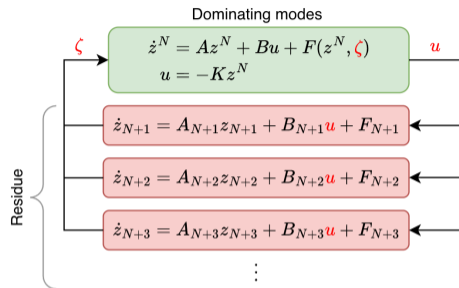 Dominating modes
ζ
ż^N = Az^N + Bu + F(z^N, ζ)
u
u = −Kz^N
Residue
ż_{N+1} = A_{N+1}z_{N+1} + B_{N+1}u + F_{N+1}
ż_{N+2} = A_{N+2}z_{N+2} + B_{N+2}u + F_{N+2}
ż_{N+3} = A_{N+3}z_{N+3} + B_{N+3}u + F_{N+3}
⋮